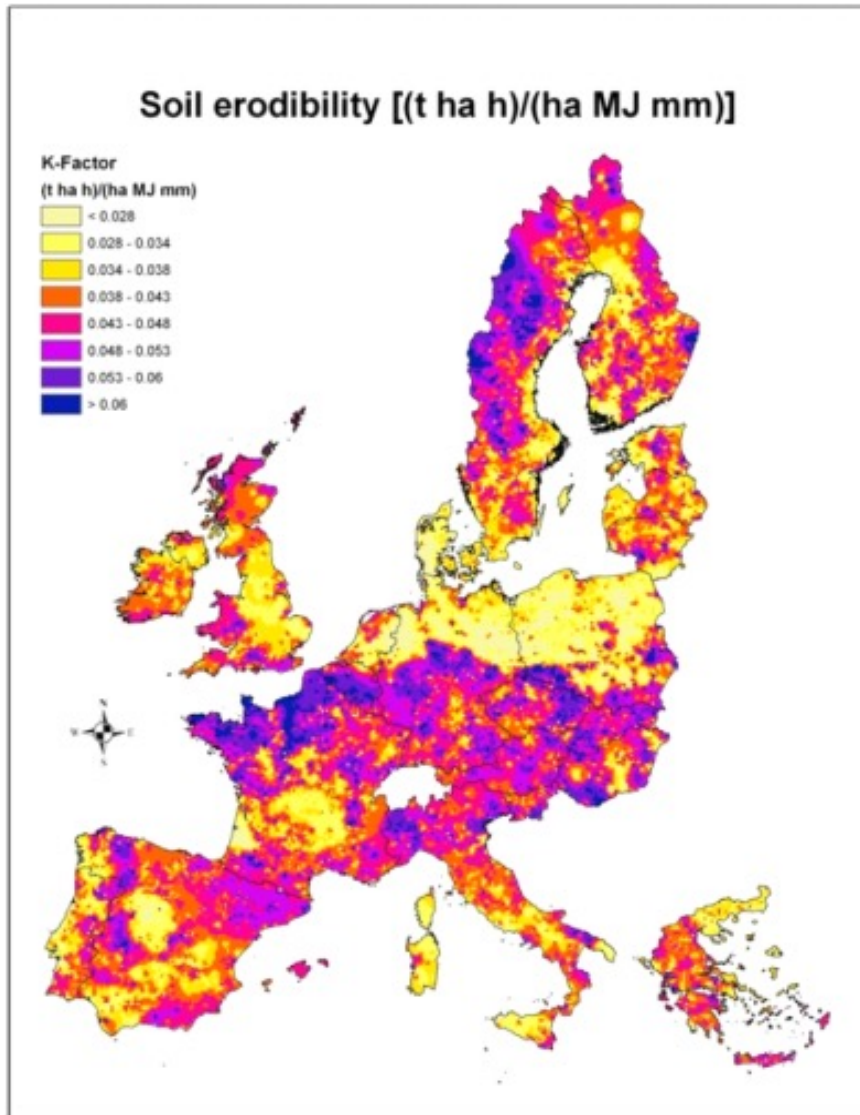 Soil erodibility [(t ha h)/(ha MJ mm)]
K-Factor
(t ha h)/(ha MJ mm)
< 0.028
0.028 - 0.034
0.034 - 0.038
0.038 - 0.043
0.043 - 0.048
0.048 - 0.053
0.053 - 0.06
> 0.06
N
W E
S